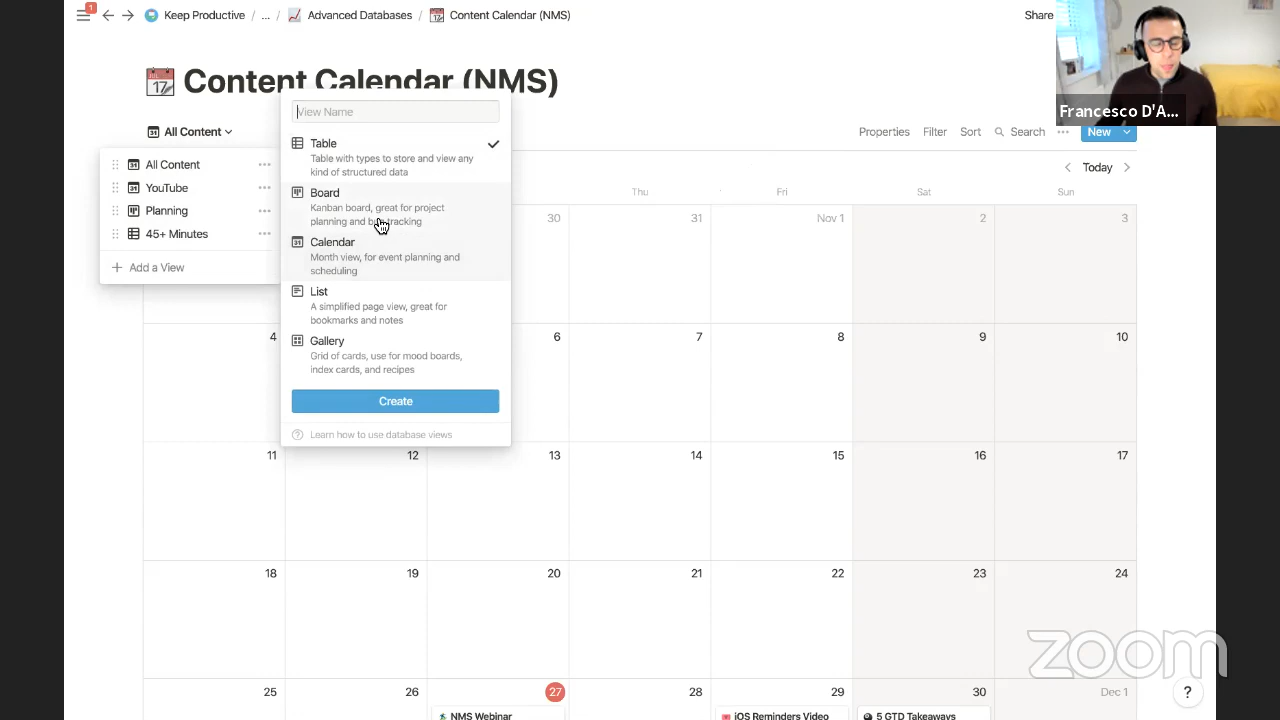 1
Keep Productive / ... / Advanced Databases / Content Calendar (NMS)
Share
Francesco D'A...
Content Calendar (NMS)
All Content
Properties Filter Sort Search ··· New
View Name
Table
Table with types to store and view any
kind of structured data
Board
Kanban board, great for project
planning and bug tracking
Calendar
Month view, for event planning and
scheduling
List
A simplified page view, great for
bookmarks and notes
Gallery
Grid of cards, use for mood boards,
index cards, and recipes
Create
Learn how to use database views
All Content
YouTube
Planning
45+ Minutes
+ Add a View
Today
Thu Fri Sat Sun
30 31 Nov 1 2 3
4 6 7 8 9 10
11 12 13 14 15 16 17
18 19 20 21 22 23 24
25 26 27 28 29 30 Dec 1
NMS Webinar iOS Reminders Video 5 GTD Takeaways
zoom
?